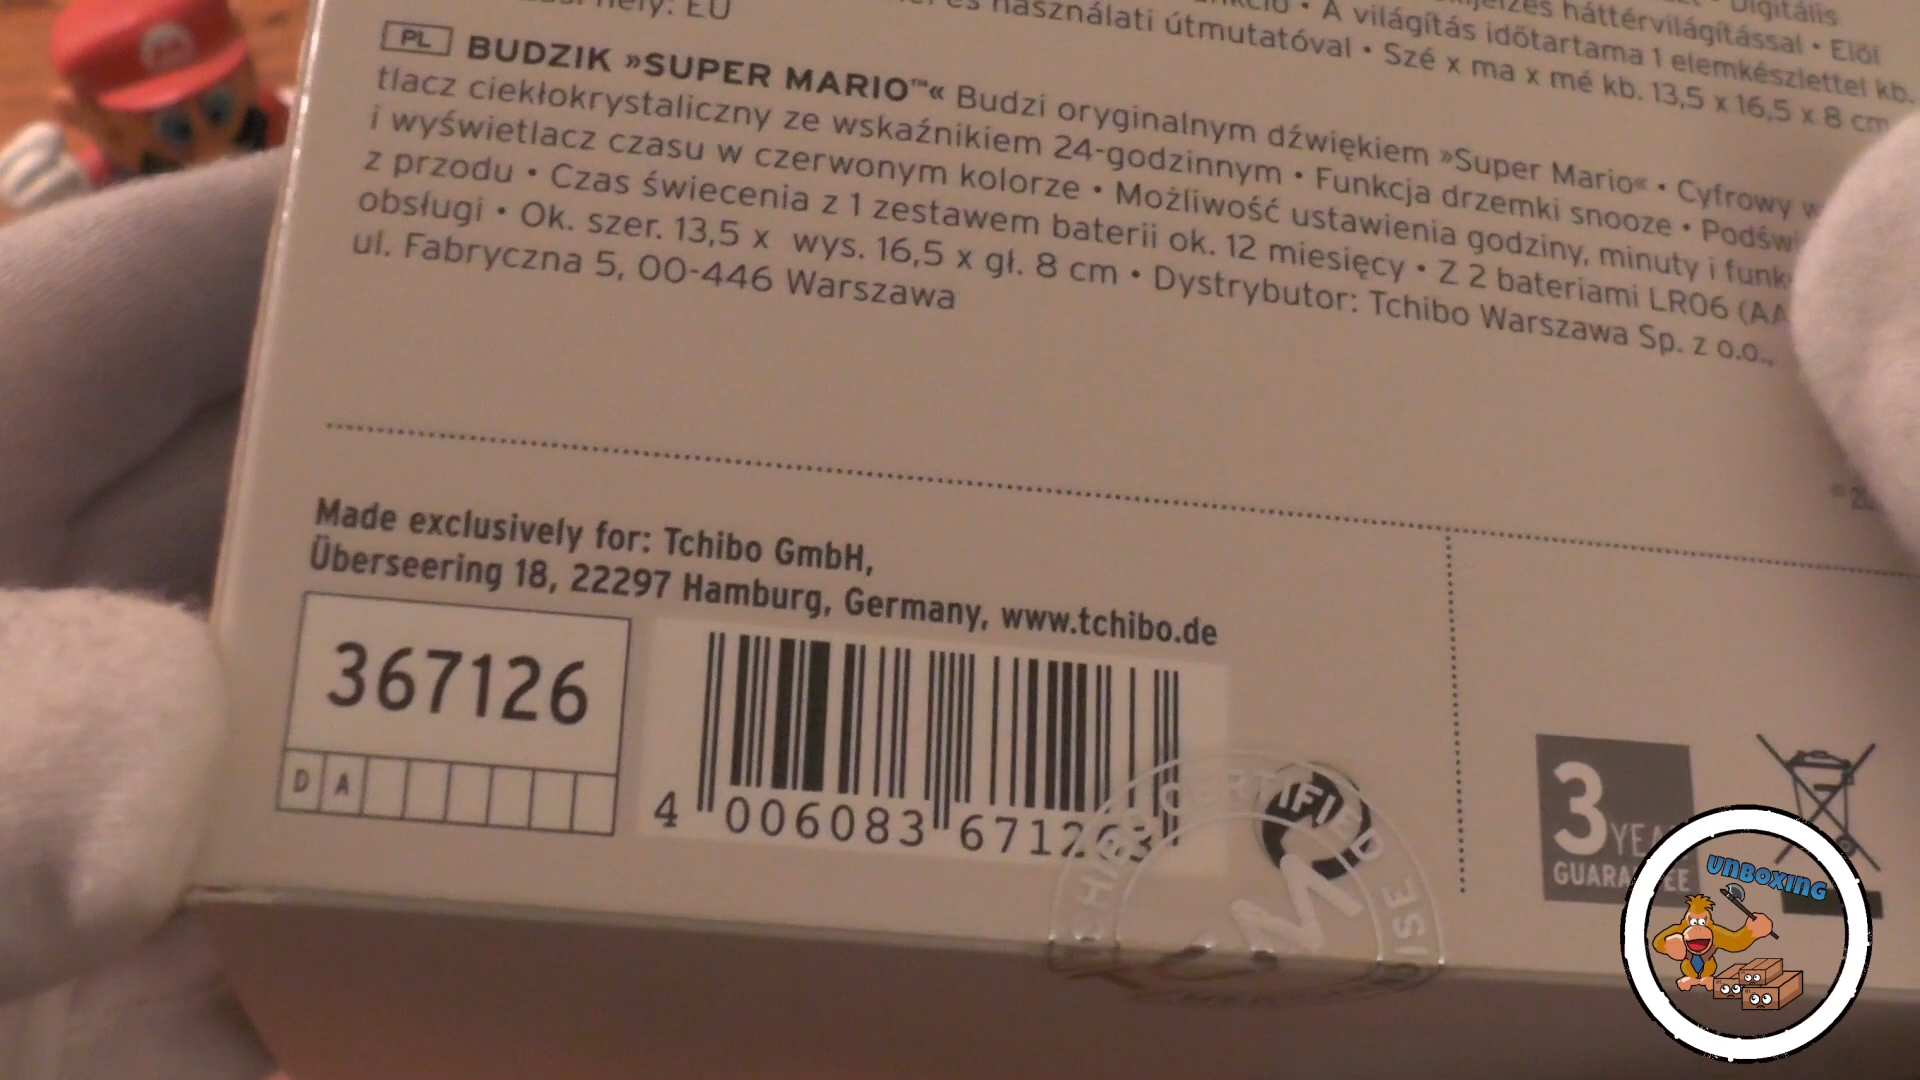 hely: EU
és használati útmutatóval • Szé x ma x mé kb. 13,5 x 16,5 x 8 cm
• A világítás időtartama 1 elemkészlettel kb.
háttérvilágítással • Elöl
Digitális
PL BUDZIK »SUPER MARIO™« Budzi oryginalnym dźwiękiem »Super Mario« • Cyfrowy
tlacz ciekłokrystaliczny ze wskaźnikiem 24-godzinnym • Funkcja drzemki snooze •
i wyświetlacz czasu w czerwonym kolorze • Możliwość ustawienia godziny, minuty i
z przodu • Czas świecenia z 1 zestawem baterii ok. 12 miesięcy • Z 2 bateriami LR06
obsługi • Ok. szer. 13,5 x wys. 16,5 x gł. 8 cm • Dystrybutor: Tchibo Warszawa Sp. z o.o.,
ul. Fabryczna 5, 00-446 Warszawa
Made exclusively for: Tchibo GmbH,
Überseering 18, 22297 Hamburg, Germany, www.tchibo.de
367126
D A
4 006083 671263
CERTIFIED
3 YEAR
GUARANTEE
UNBOXING